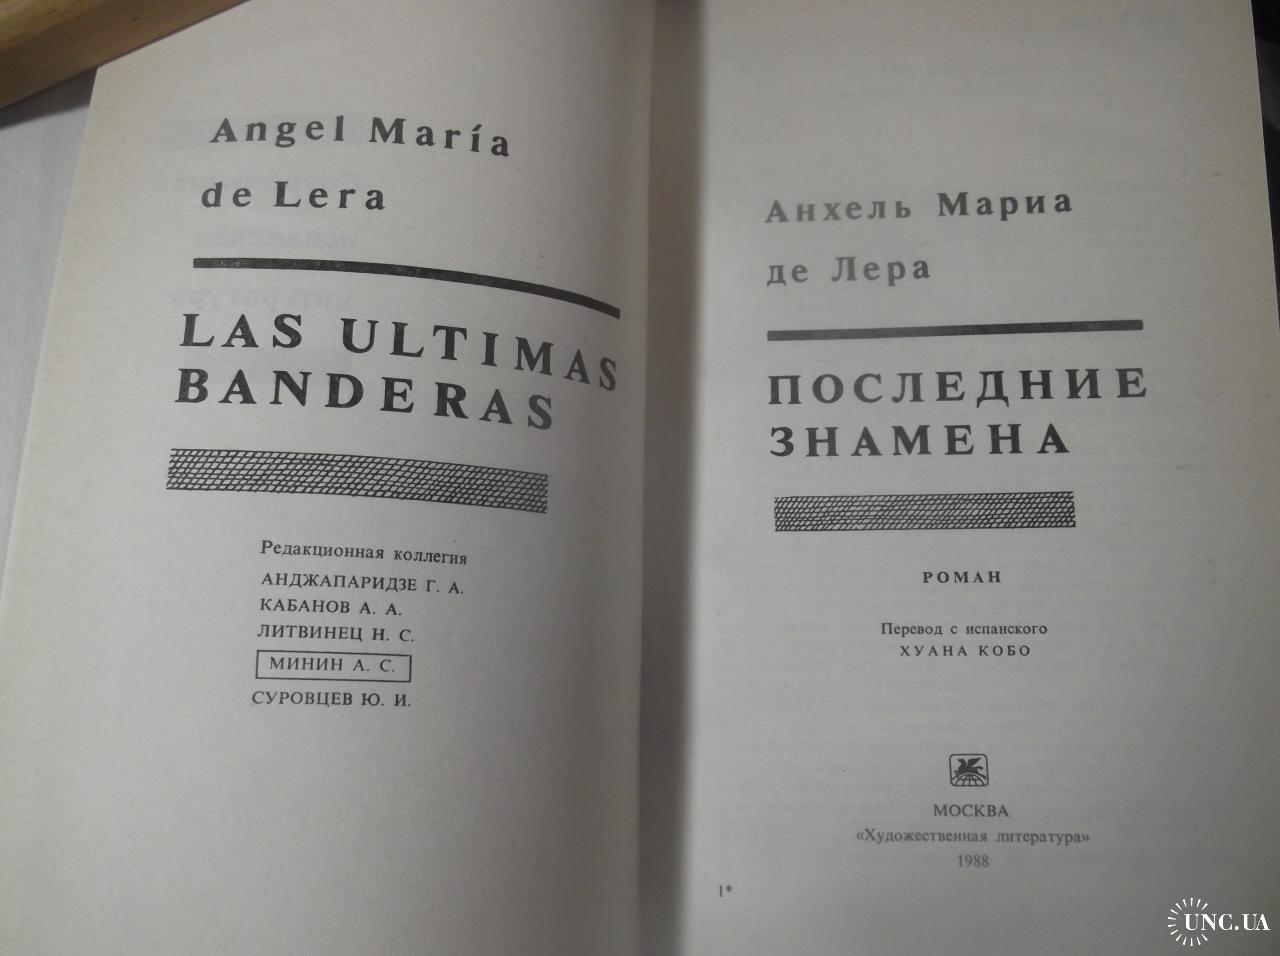 Angel María
de Lera
LAS ULTIMAS
BANDERAS
Редакционная коллегия
АНДЖАПАРИДЗЕ Г. А.
КАБАНОВ А. А.
ЛИТВИНЕЦ Н. С.
МИНИН А. С.
СУРОВЦЕВ Ю. И.
Анхель Мариа
де Лера
ПОСЛЕДНИЕ
ЗНАМЕНА
РОМАН
Перевод с испанского
ХУАНА КОБО
МОСКВА
«Художественная литература»
1988
1*
UNC.UA